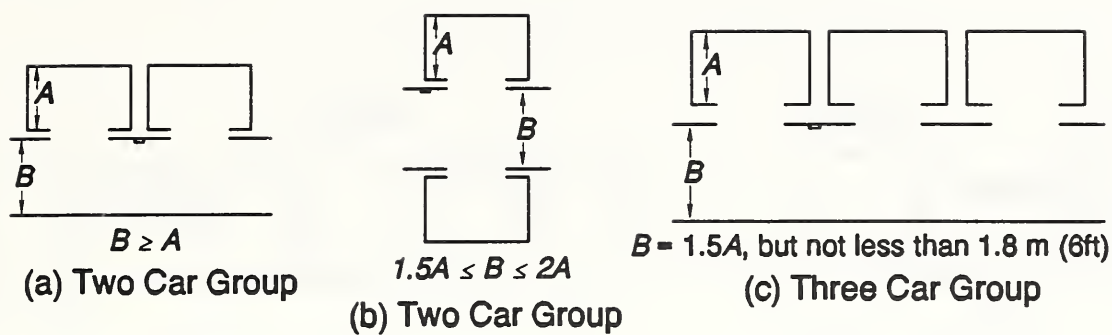 A
B
B ≥ A
(a) Two Car Group
A
B
1.5A ≤ B ≤ 2A
(b) Two Car Group
A
B
B = 1.5A, but not less than 1.8 m (6ft)
(c) Three Car Group